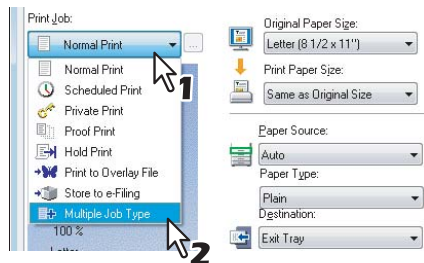 Print Job:
Normal Print
...
Normal Print
Scheduled Print
Private Print
Proof Print
Hold Print
Print to Overlay File
Store to e-Filing
Multiple Job Type
100 %
1
2
Original Paper Size:
Letter (8 1/2 x 11")
Print Paper Size:
Same as Original Size
Paper Source:
Auto
Paper Type:
Plain
Destination:
Exit Tray